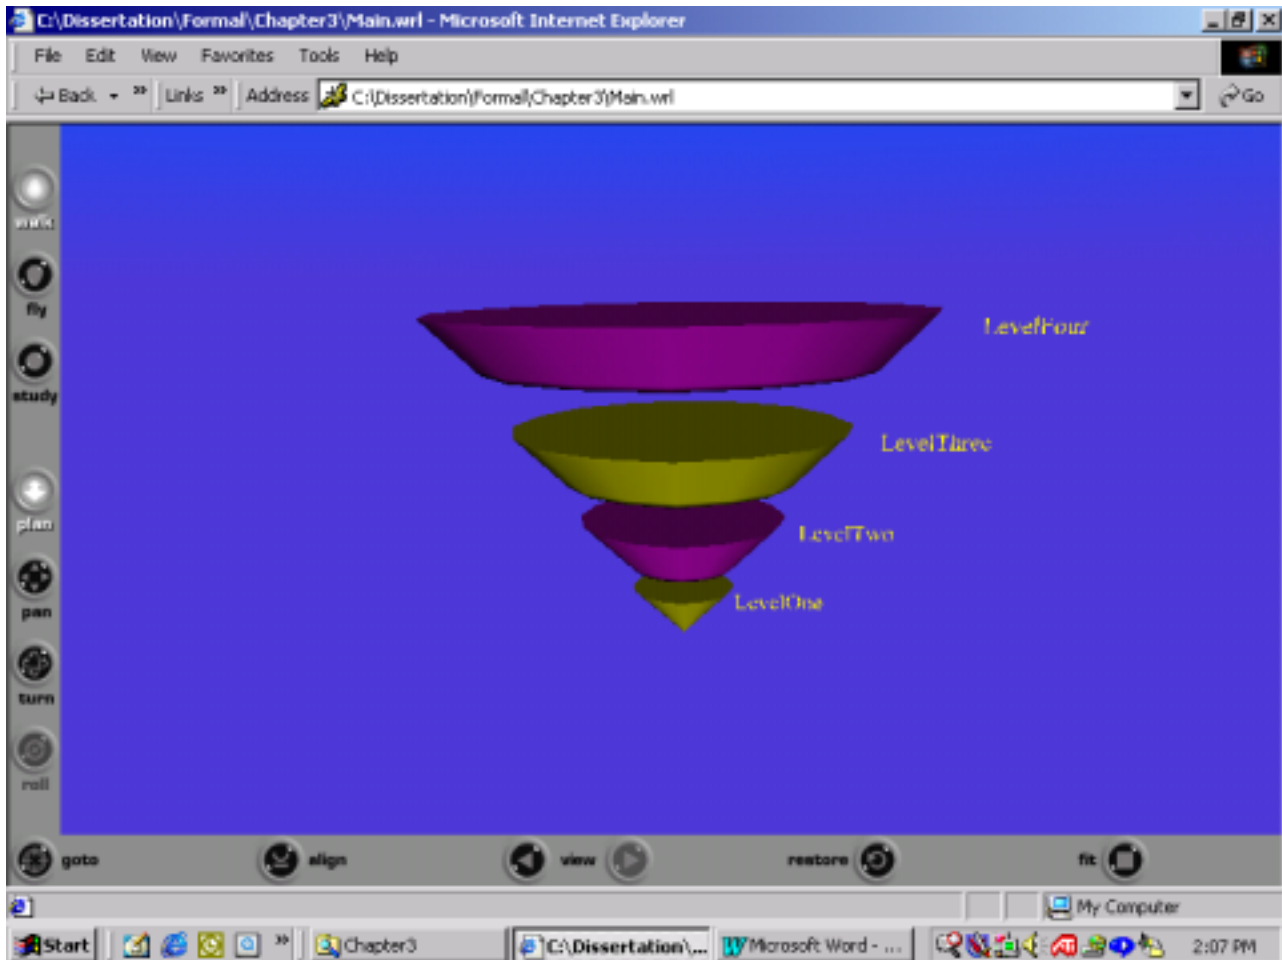 C:\Dissertation\Formal\Chapter3\Main.wrl - Microsoft Internet Explorer
File Edit View Favorites Tools Help
Back Links Address C:\Dissertation\Formal\Chapter3\Main.wrl Go
walk
fly
study
plan
pan
turn
roll
LevelFour
LevelThree
LevelTwo
LevelOne
goto align view restore fit
My Computer
Start Chapter3 C:\Dissertation\... Microsoft Word - ... 2:07 PM